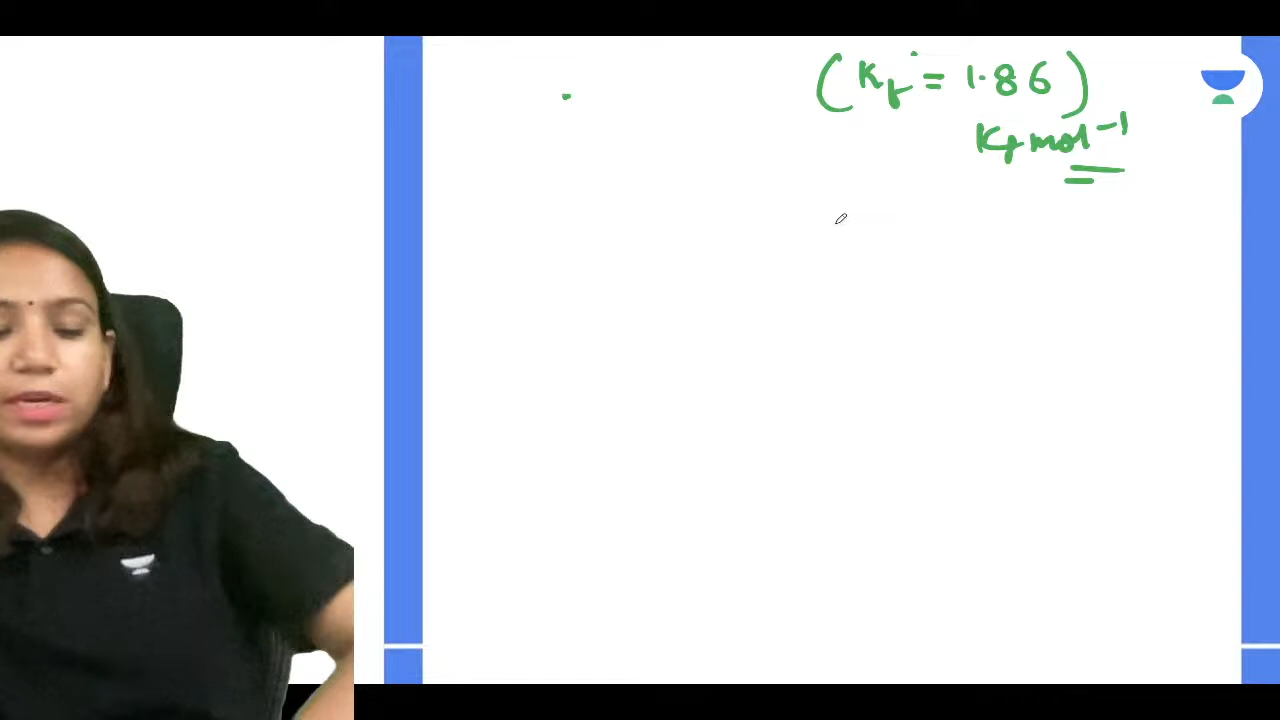 (Kf = 1.86)
Kg mol⁻¹